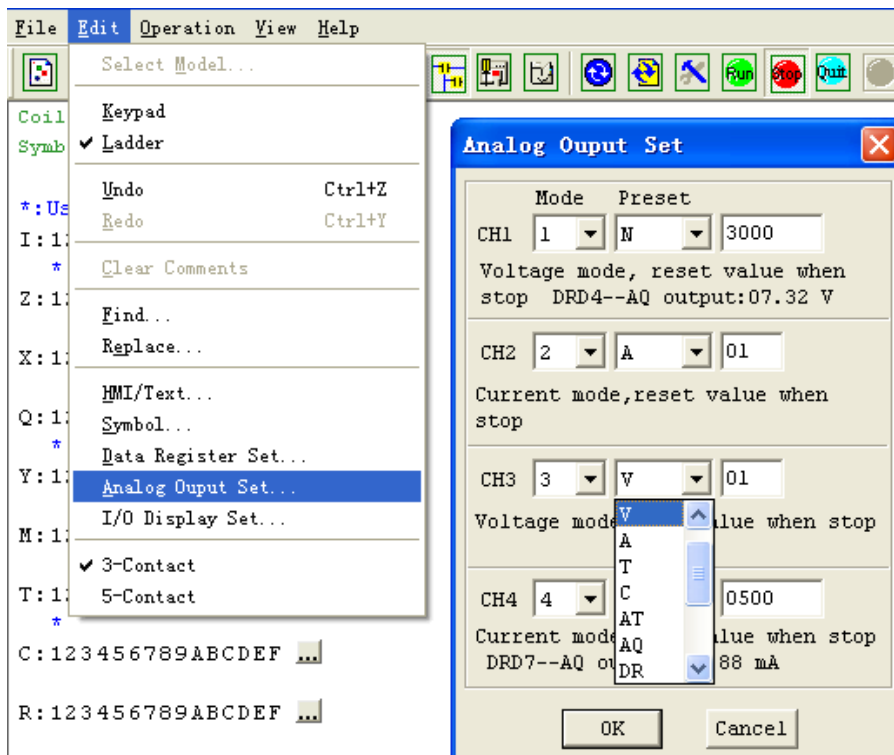 File Edit Operation View Help
Select Model...
Keypad
✔ Ladder
Undo Ctrl+Z
Redo Ctrl+Y
Clear Comments
Find...
Replace...
HMI/Text...
Symbol...
Data Register Set...
Analog Ouput Set...
I/O Display Set...
✔ 3-Contact
5-Contact
Run Stop Quit
Coil
Symb
*:Us
I:1
*
Z:1
X:1
Q:1
*
Y:1
M:1
T:1
*
C:123456789ABCDEF ...
R:123456789ABCDEF ...
Analog Ouput Set
Mode Preset
CH1 1 N 3000
Voltage mode, reset value when
stop DRD4--AQ output:07.32 V
CH2 2 A 01
Current mode,reset value when
stop
CH3 3 V 01
Voltage mod lue when stop
V
A
T
C
AT
AQ
DR
CH4 4 0500
Current mode lue when stop
DRD7--AQ ou 88 mA
OK Cancel